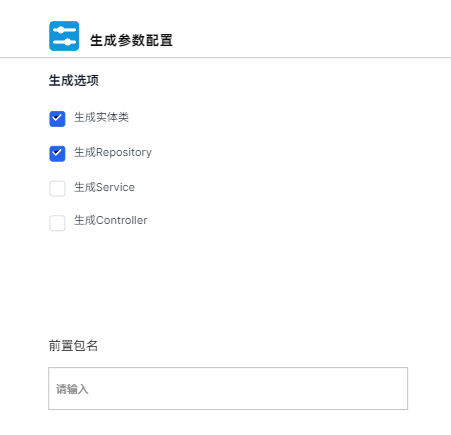 生成参数配置
生成选项
生成实体类
生成Repository
生成Service
生成Controller
前置包名
请输入